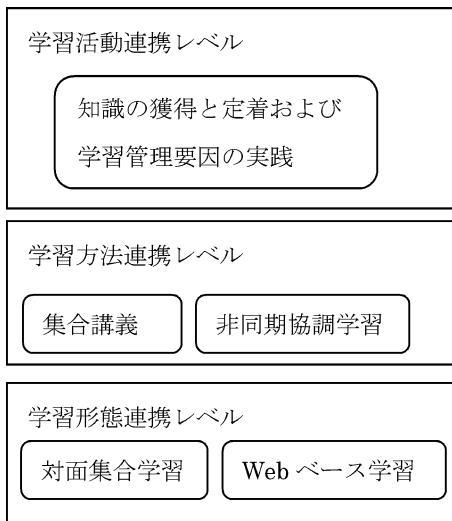 学習活動連携レベル
知識の獲得と定着および
学習管理要因の実践
学習方法連携レベル
集合講義
非同期協調学習
学習形態連携レベル
対面集合学習
Webベース学習